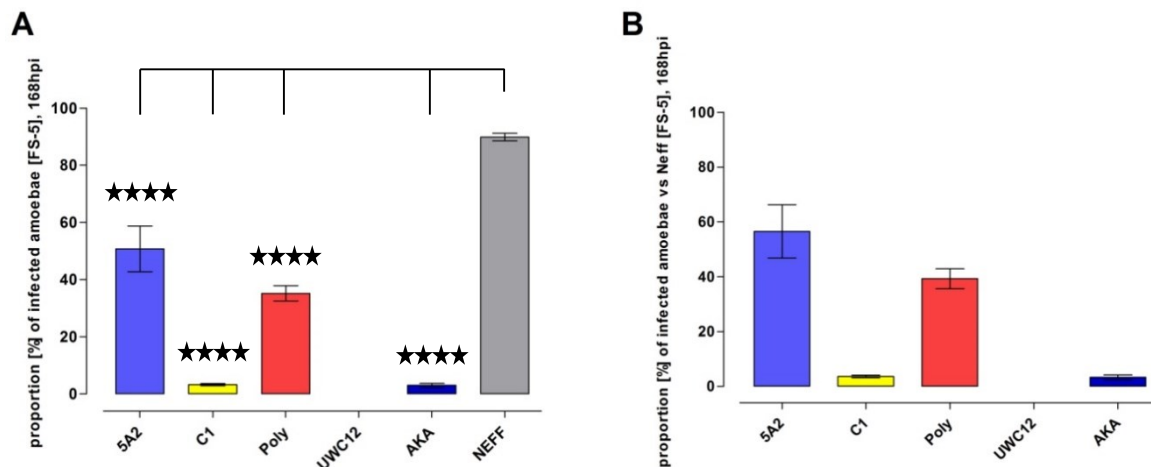 A
proportion [%] of infected amoebae [FS-5], 168hpi
100
80
60
40
20
0
★★★★
★★★★
★★★★
★★★★
5A2
C1
Poly
UWC12
AKA
NEFF
B
proportion [%] of infected amoebae vs Neff [FS-5], 168hpi
100
80
60
40
20
0
5A2
C1
Poly
UWC12
AKA